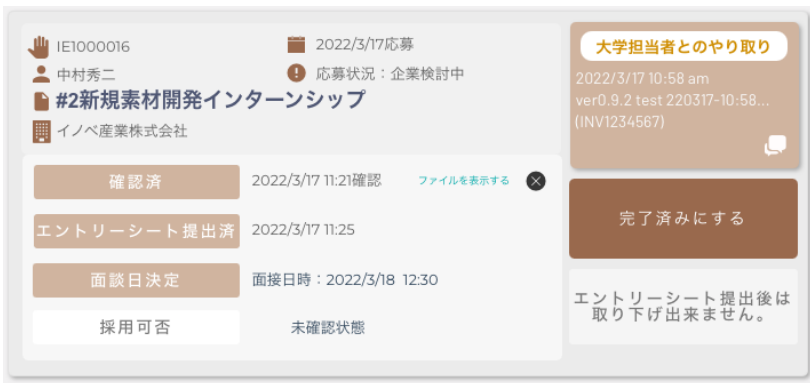 IE1000016
2022/3/17応募
中村秀二
応募状況：企業検討中
#2新規素材開発インターンシップ
イノベ産業株式会社
確認済
2022/3/17 11:21確認
ファイルを表示する
エントリーシート提出済
2022/3/17 11:25
面談日決定
面接日時：2022/3/18 12:30
採用可否
未確認状態
大学担当者とのやり取り
2022/3/17 10:58 am
ver0.9.2 test 220317-10:58...
(INV1234567)
完了済みにする
エントリーシート提出後は
取り下げ出来ません。